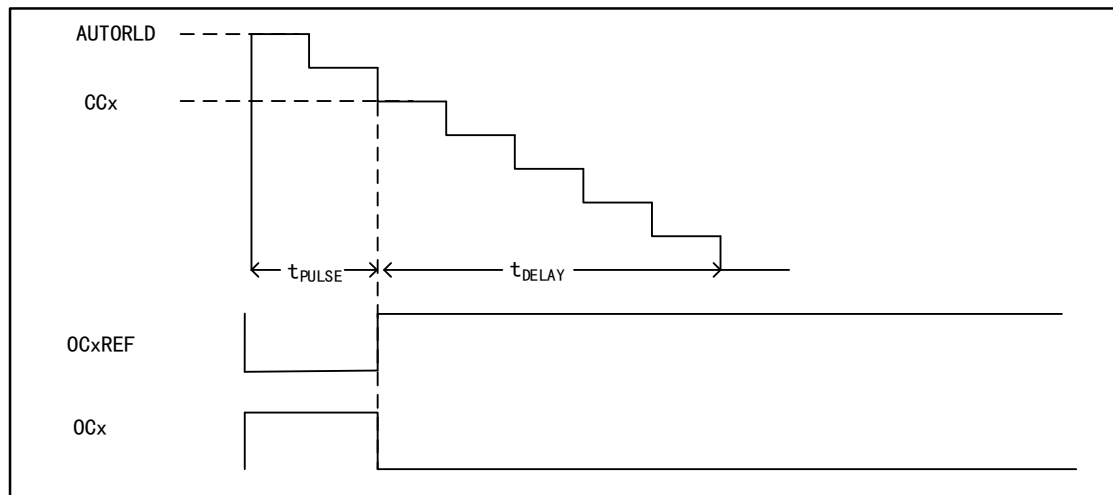 AUTORLD
CCx
tPULSE
tDELAY
OCxREF
OCx